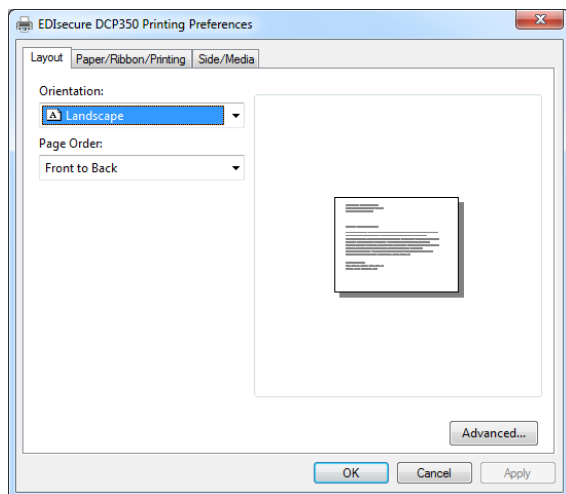 EDIsecure DCP350 Printing Preferences
Layout Paper/Ribbon/Printing Side/Media
Orientation:
A Landscape
Page Order:
Front to Back
Advanced...
OK Cancel Apply